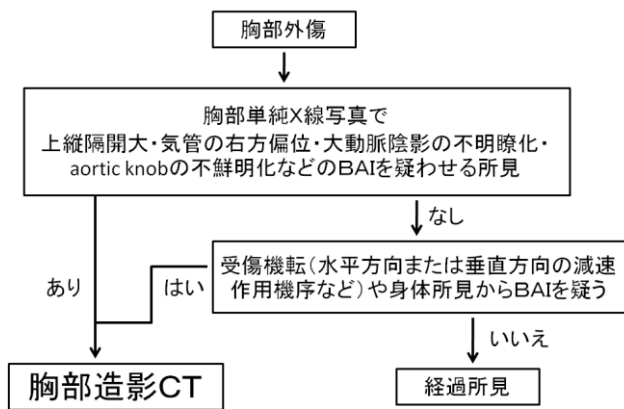 胸部外傷
胸部単純X線写真で
上縦隔開大・気管の右方偏位・大動脈陰影の不明瞭化・
aortic knobの不鮮明化などのBAIを疑わせる所見
なし
あり
はい
受傷機転(水平方向または垂直方向の減速
作用機序など)や身体所見からBAIを疑う
いいえ
胸部造影CT
経過所見